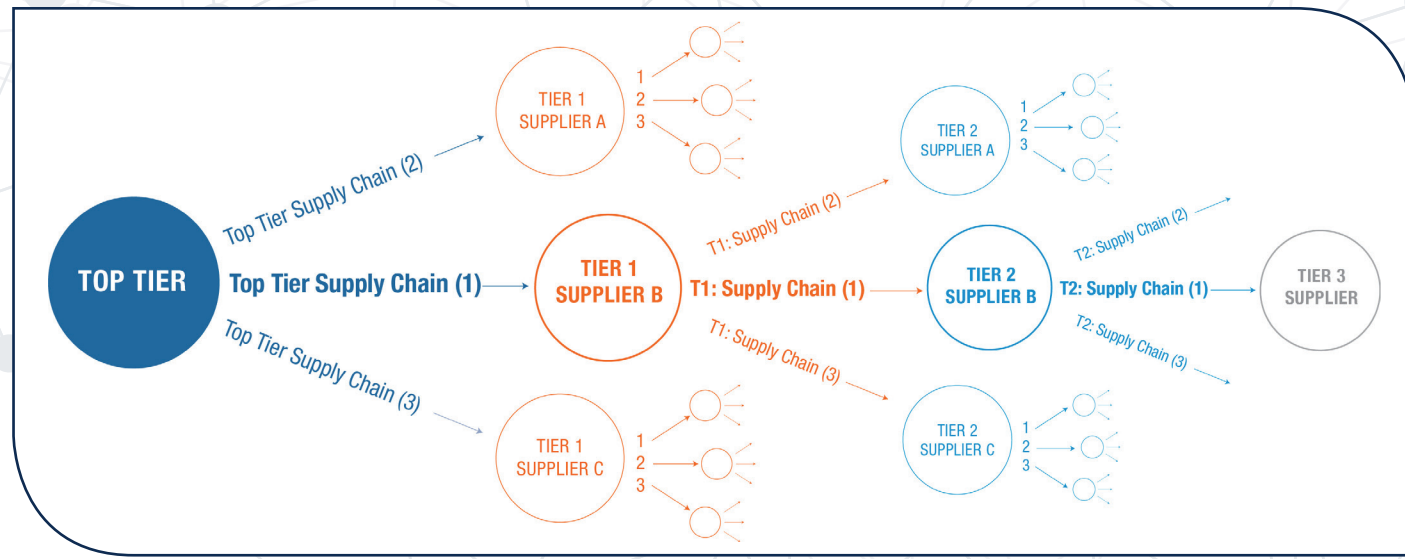 TOP TIER
Top Tier Supply Chain (2)
Top Tier Supply Chain (1)
Top Tier Supply Chain (3)
TIER 1
SUPPLIER A
1
2
3
TIER 1
SUPPLIER B
TIER 1
SUPPLIER C
1
2
3
T1: Supply Chain (2)
T1: Supply Chain (1)
T1: Supply Chain (3)
TIER 2
SUPPLIER A
1
2
3
TIER 2
SUPPLIER B
TIER 2
SUPPLIER C
1
2
3
T2: Supply Chain (2)
T2: Supply Chain (1)
T2: Supply Chain (3)
TIER 3
SUPPLIER